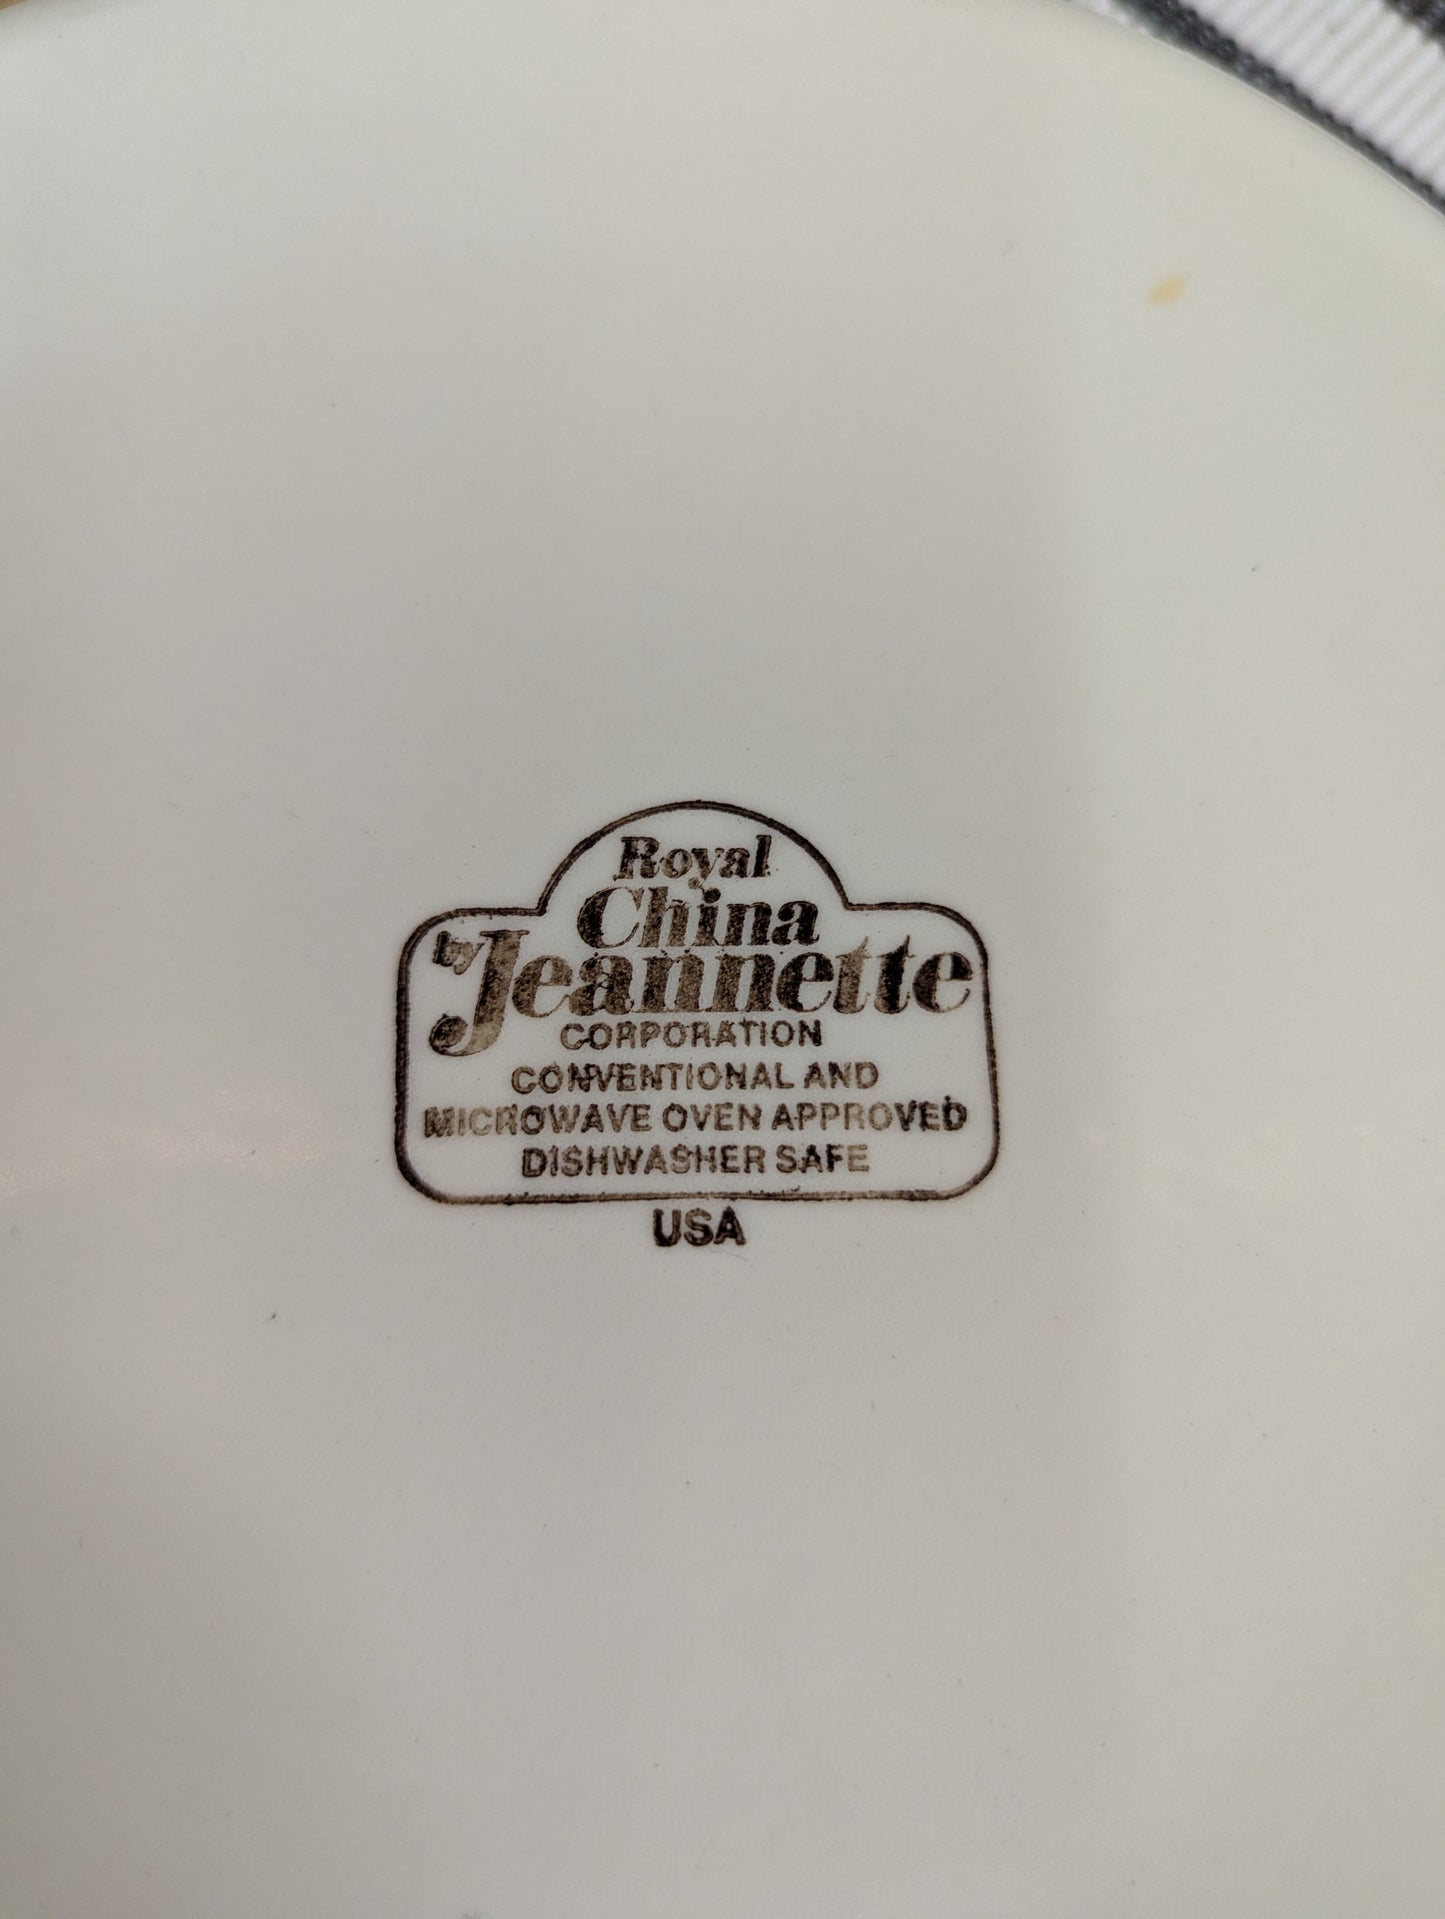 Royal
China
by Jeannette
CORPORATION
CONVENTIONAL AND
MICROWAVE OVEN APPROVED
DISHWASHER SAFE
USA